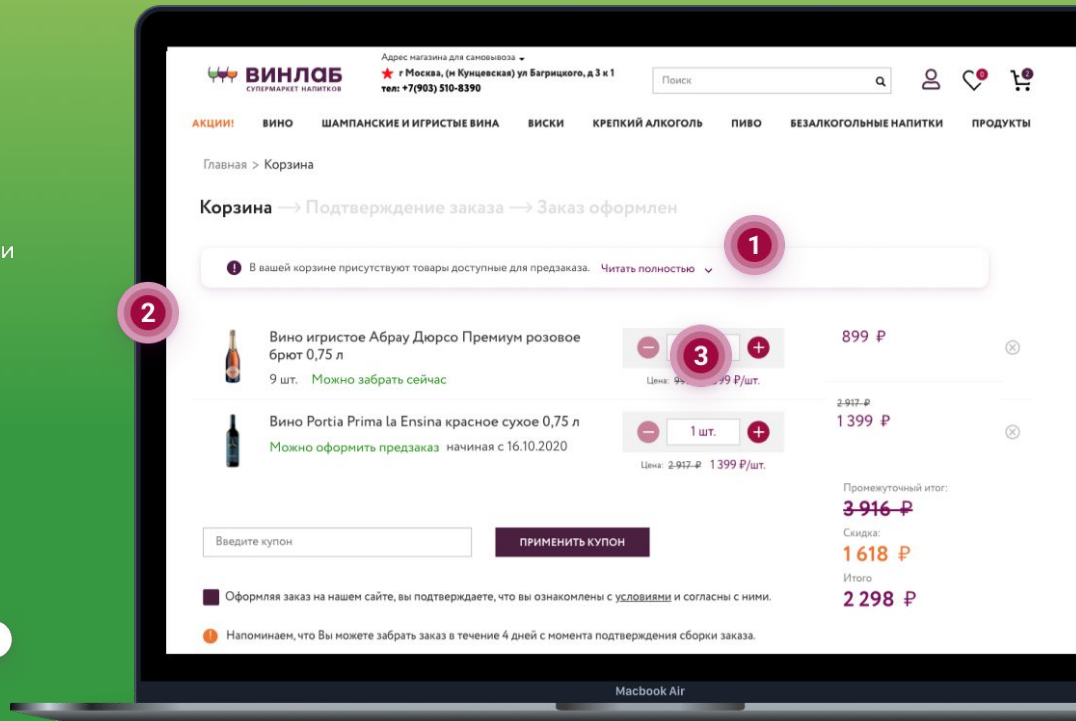 Адрес магазина для самовывоза
ВИНЛАБ
СУПЕРМАРКЕТ НАПИТКОВ
г Москва, (м Кунцевская) ул Багрицкого, д 3 к 1
тел: +7(903) 510-8390
Поиск
0
2
АКЦИИ! ВИНО ШАМПАНСКИЕ И ИГРИСТЫЕ ВИНА ВИСКИ КРЕПКИЙ АЛКОГОЛЬ ПИВО БЕЗАЛКОГОЛЬНЫЕ НАПИТКИ ПРОДУКТЫ
Главная > Корзина
Корзина → Подтверждение заказа → Заказ оформлен
и
1
! В вашей корзине присутствуют товары доступные для предзаказа. Читать полностью
2
Вино игристое Абрау Дюрсо Премиум розовое
брют 0,75 л
9 шт. Можно забрать сейчас
− 3 +
Цена: ₽/шт.
899 ₽
Вино Portia Prima la Ensina красное сухое 0,75 л
Можно оформить предзаказ начиная с 16.10.2020
− 1 шт. +
Цена: 2 917 ₽ 1 399 ₽/шт.
2 917 ₽
1 399 ₽
Промежуточный итог:
3 916 ₽
Скидка:
1 618 ₽
Итого
2 298 ₽
Введите купон
ПРИМЕНИТЬ КУПОН
Оформляя заказ на нашем сайте, вы подтверждаете, что вы ознакомлены с условиями и согласны с ними.
! Напоминаем, что Вы можете забрать заказ в течение 4 дней с момента подтверждения сборки заказа.
Macbook Air